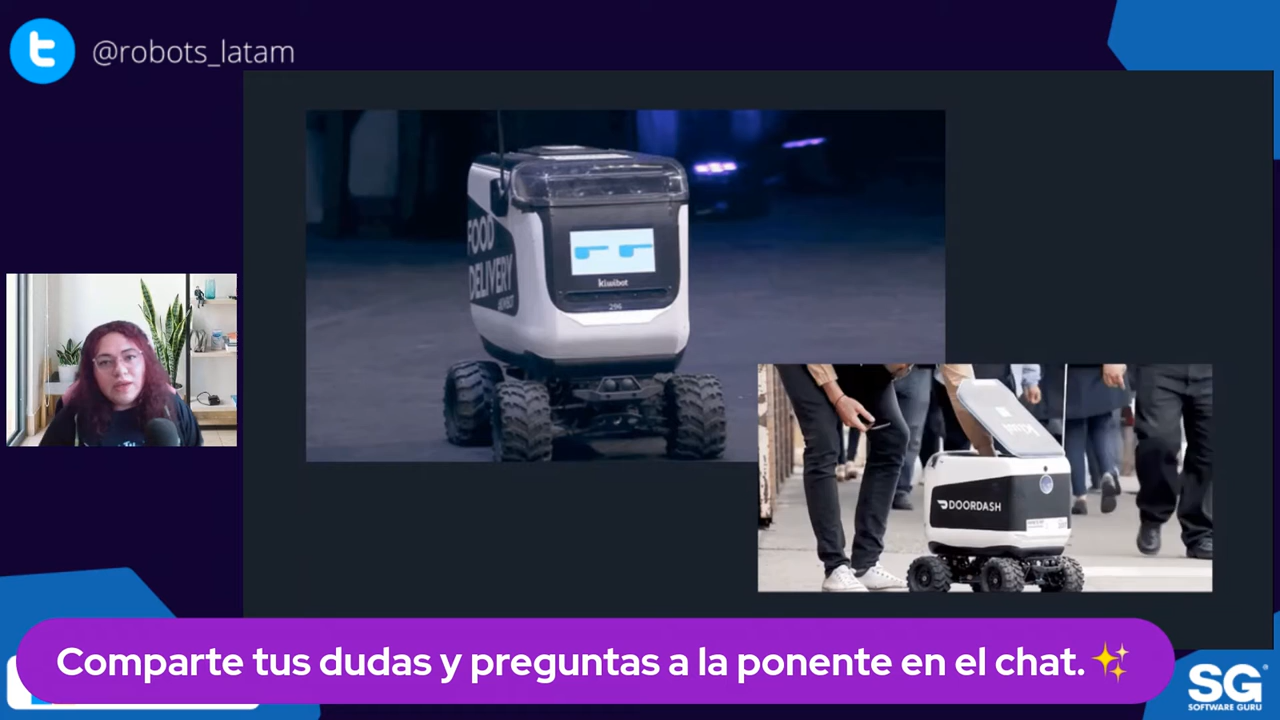 @robots_latam
FOOD
DELIVERY
kiwibot
296
DOORDASH
Comparte tus dudas y preguntas a la ponente en el chat.✨
SG
SOFTWARE GURU